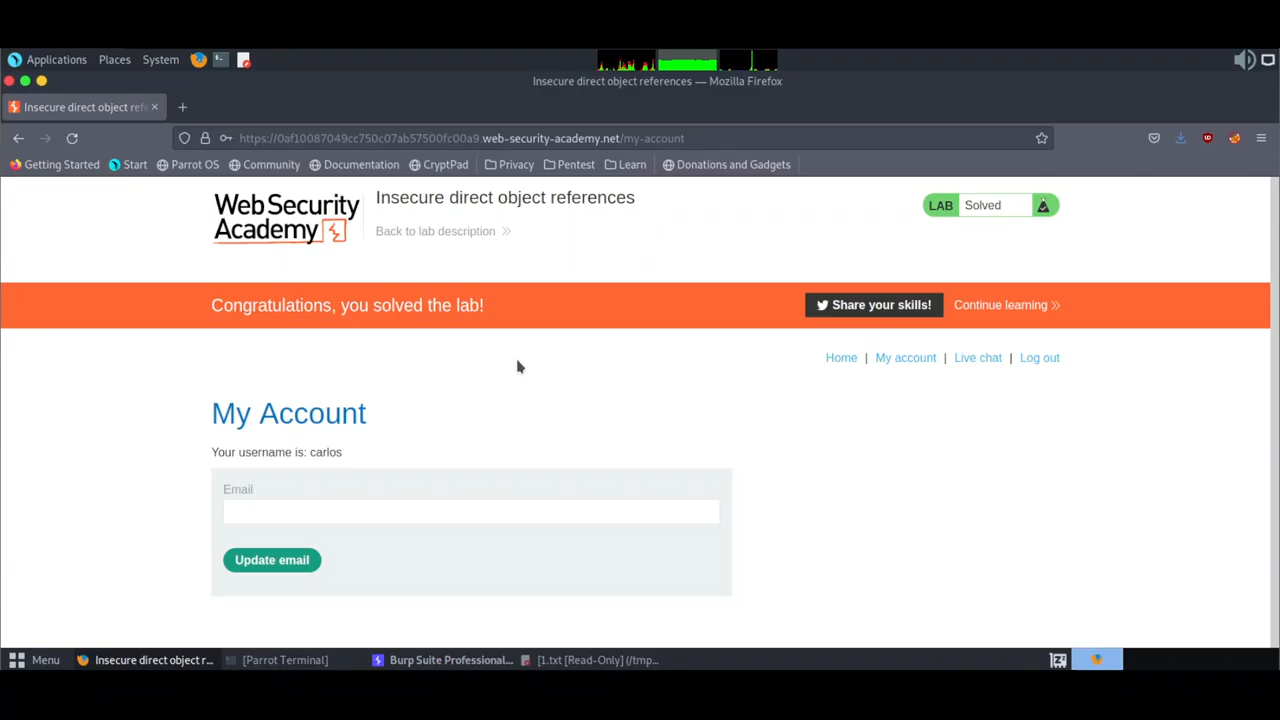 Applications Places System
Insecure direct object references — Mozilla Firefox
Insecure direct object refe
https://0af10087049cc750c07ab57500fc00a9.web-security-academy.net/my-account
Getting Started Start Parrot OS Community Documentation CryptPad Privacy Pentest Learn Donations and Gadgets
Web Security Academy
Insecure direct object references
Back to lab description
LAB Solved
Congratulations, you solved the lab!
Share your skills! Continue learning
Home | My account | Live chat | Log out
My Account
Your username is: carlos
Email
Update email
Menu Insecure direct object r... [Parrot Terminal] Burp Suite Professional... [1.txt [Read-Only] (/tmp...